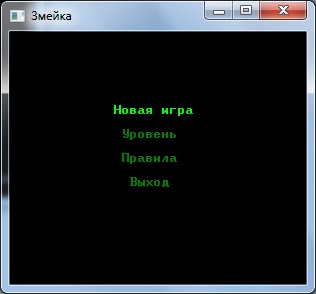 Змейка
Новая игра
Уровень
Правила
Выход